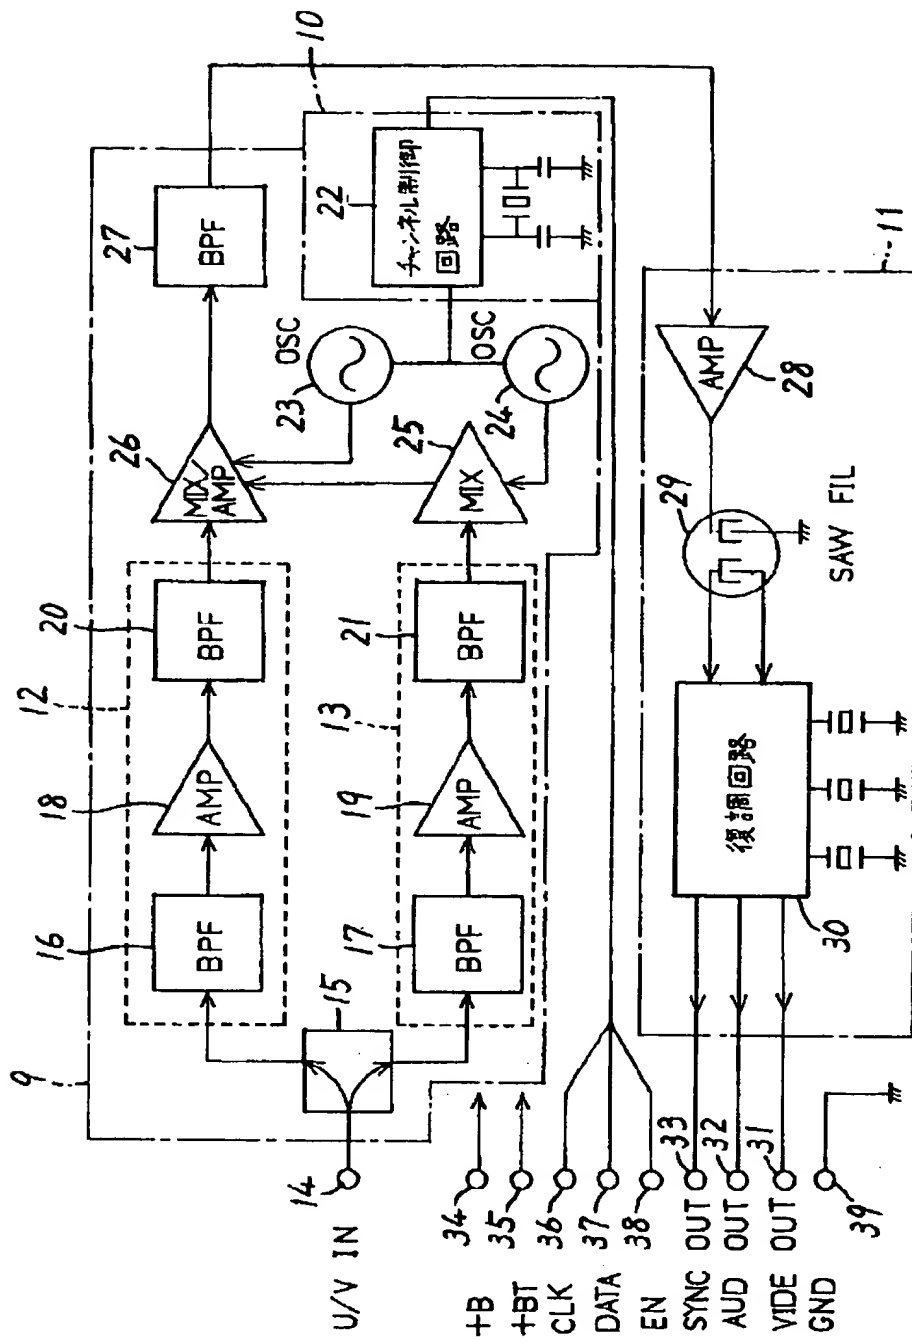 9
12
16
BPF
18
AMP
20
BPF
26
MIX/
AMP
27
BPF
10
15
13
17
BPF
19
AMP
21
BPF
25
MIX
23
OSC
24
OSC
22
チャンネル制御
回路
U/V IN
14
+B
34
+BT
35
CLK
36
DATA
37
EN
38
SYNC OUT
33
AUD OUT
32
VIDE OUT
31
GND
39
30
復調回路
29
SAW FIL
AMP
28
11